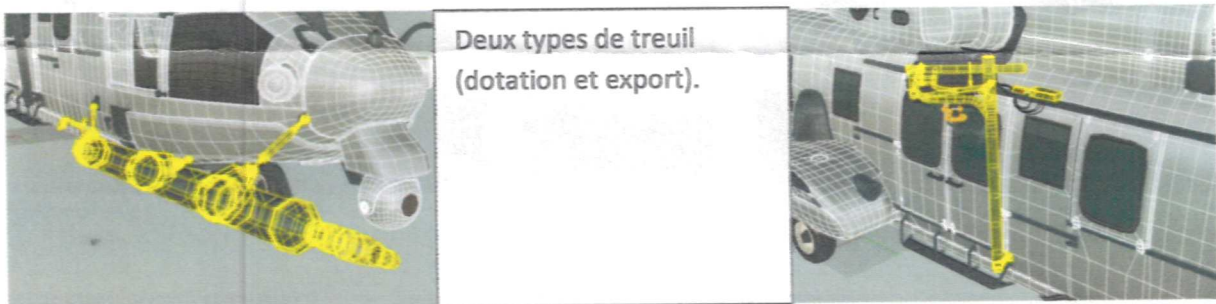 Deux types de treuil
(dotation et export).